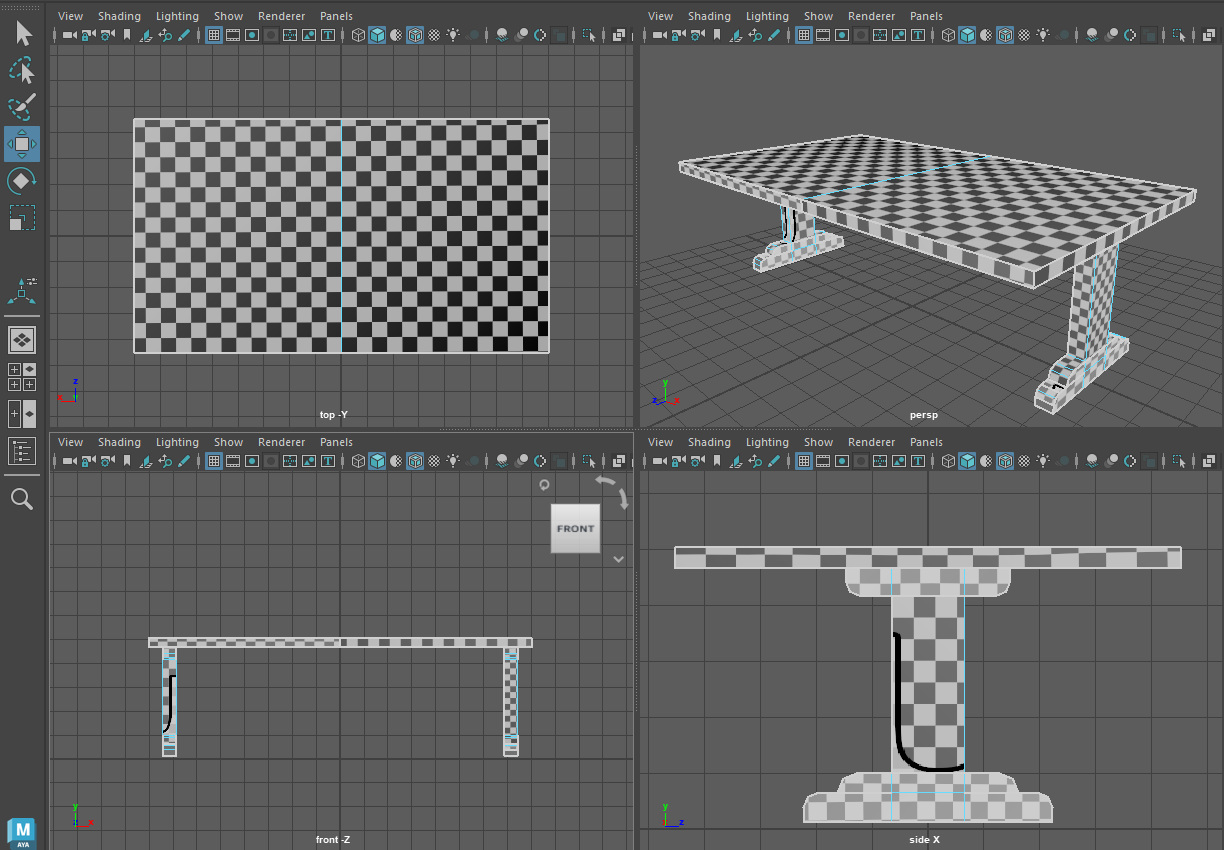 View Shading Lighting Show Renderer Panels
View Shading Lighting Show Renderer Panels
z
x
y
top -Y
y
z
x
persp
View Shading Lighting Show Renderer Panels
View Shading Lighting Show Renderer Panels
FRONT
y
z
x
front -Z
y
x
z
side X
M
AYA